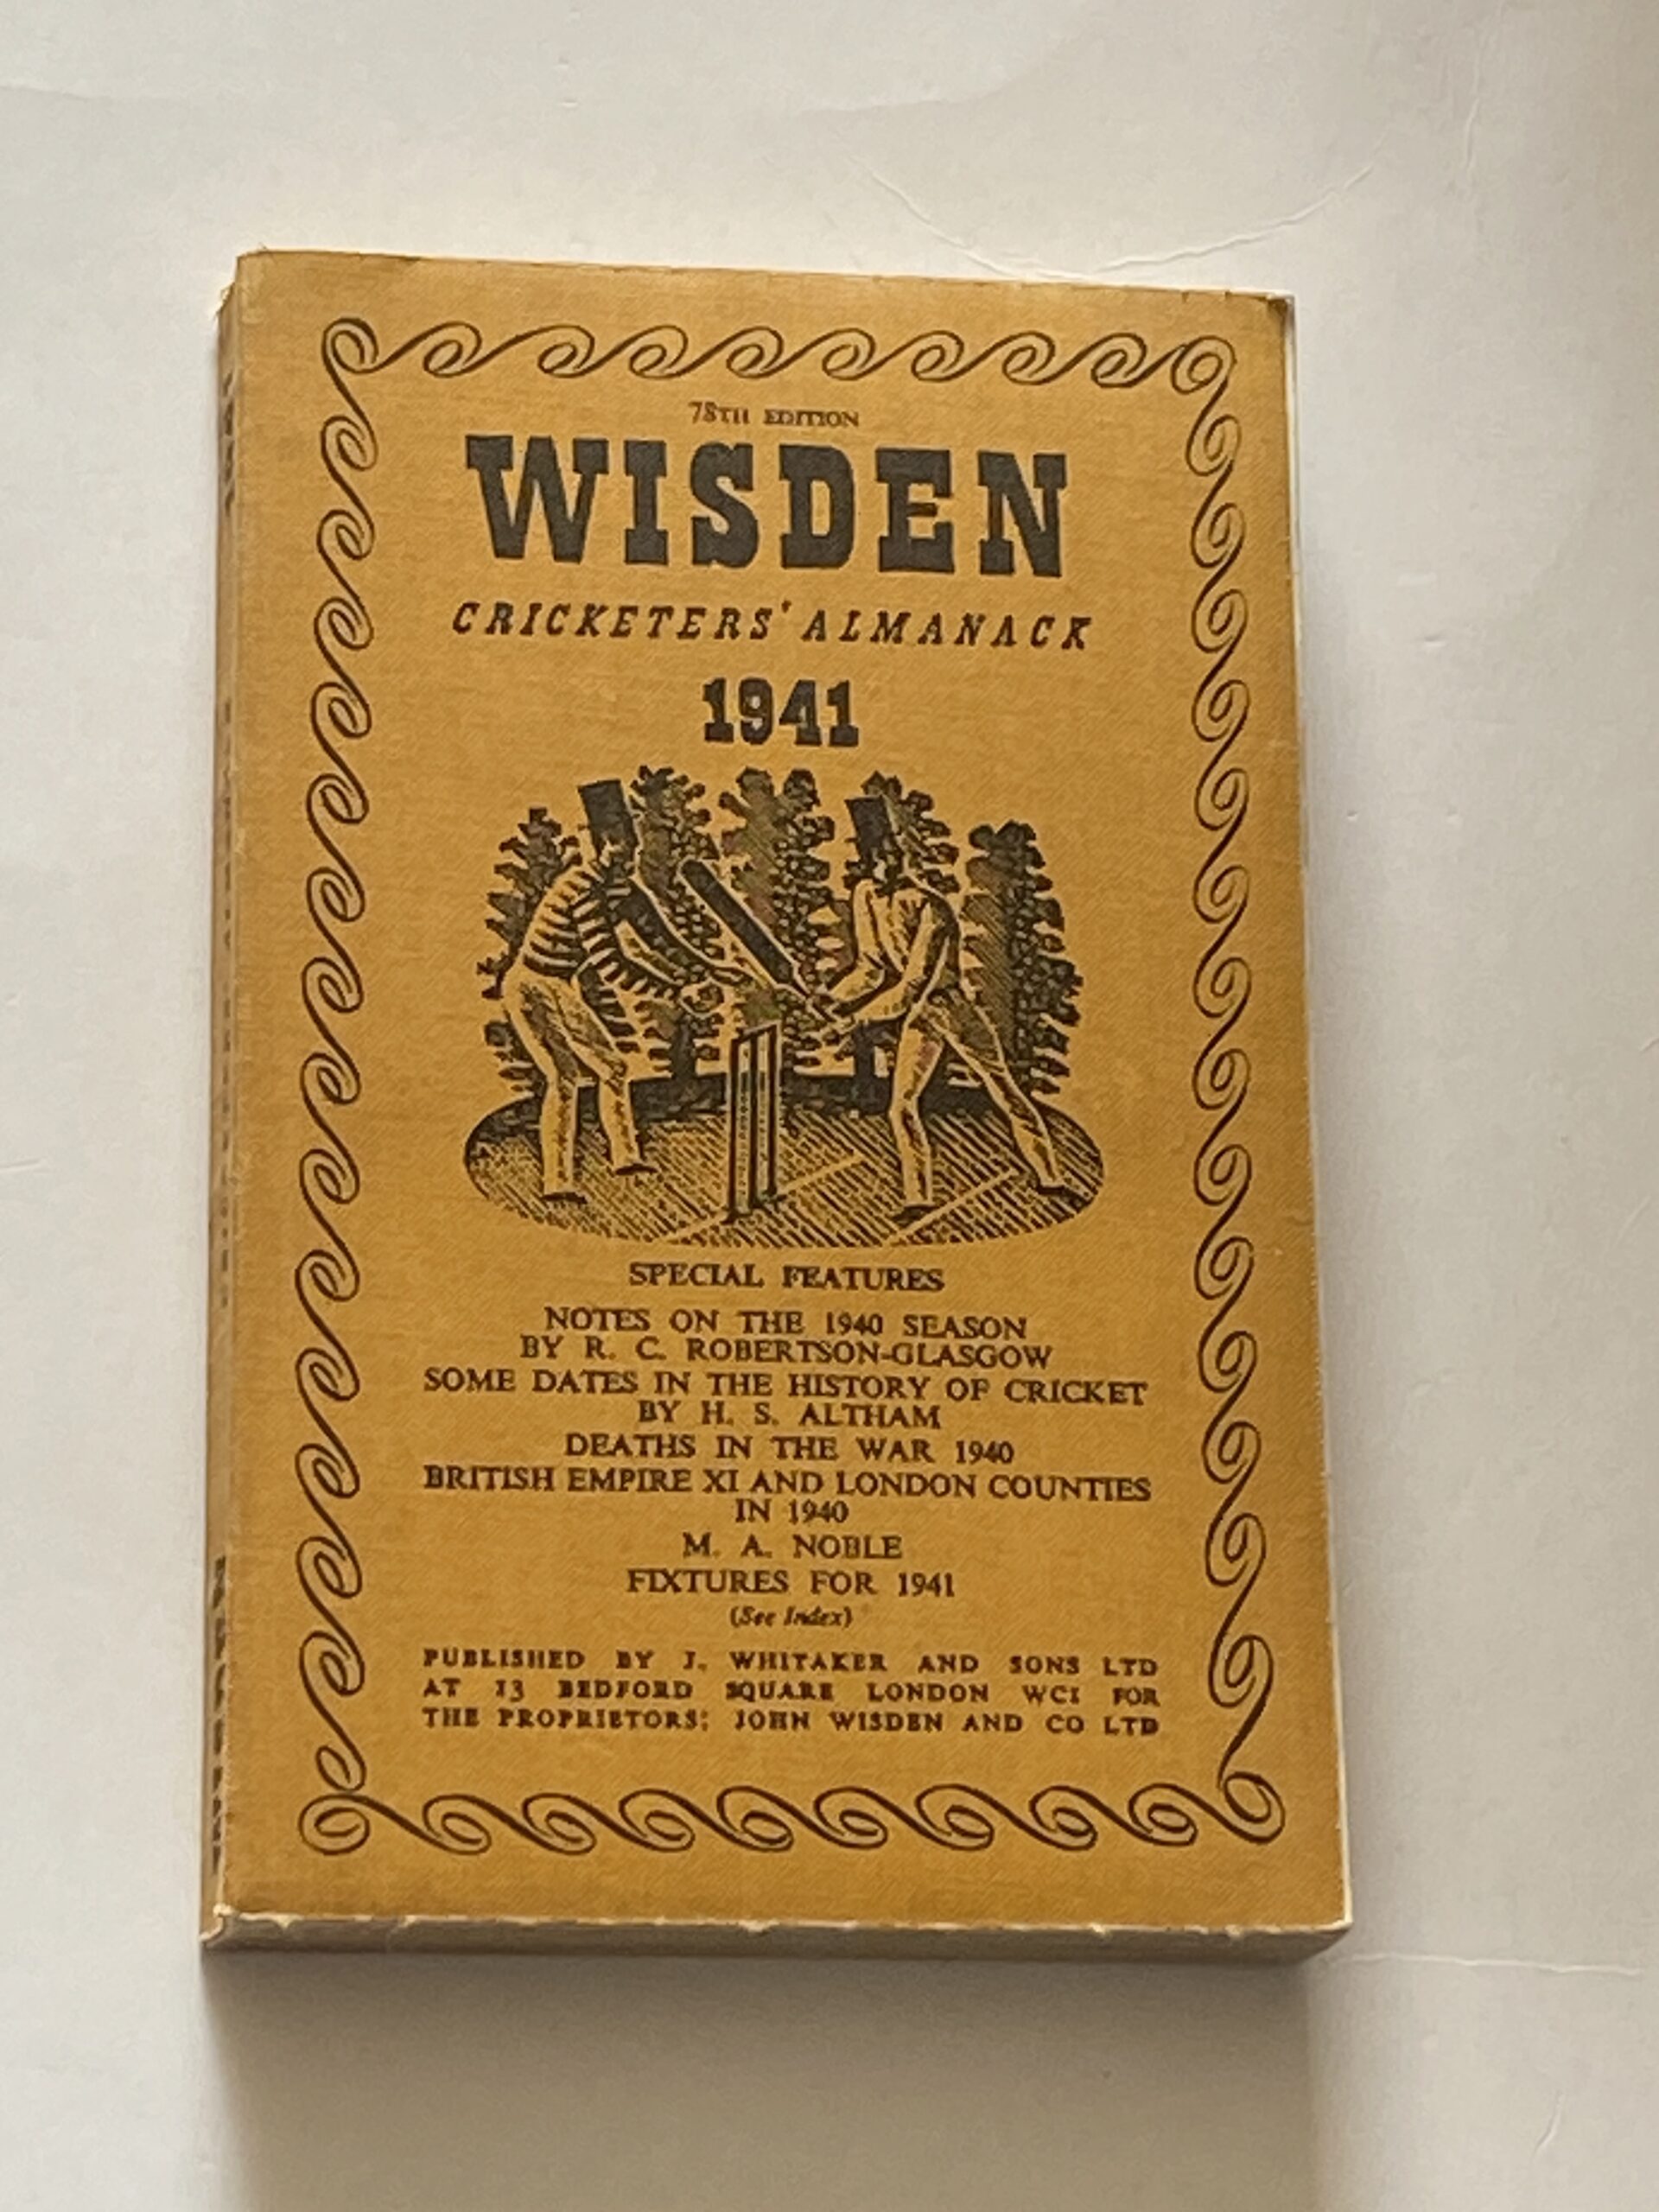 78TH EDITION
WISDEN
CRICKETERS' ALMANACK
1941
SPECIAL FEATURES
NOTES ON THE 1940 SEASON
BY R. C. ROBERTSON-GLASGOW
SOME DATES IN THE HISTORY OF CRICKET
BY H. S. ALTHAM
DEATHS IN THE WAR 1940
BRITISH EMPIRE XI AND LONDON COUNTIES
IN 1940
M. A. NOBLE
FIXTURES FOR 1941
(See Index)
PUBLISHED BY J. WHITAKER AND SONS LTD
AT 13 BEDFORD SQUARE LONDON WC1 FOR
THE PROPRIETORS: JOHN WISDEN AND CO LTD